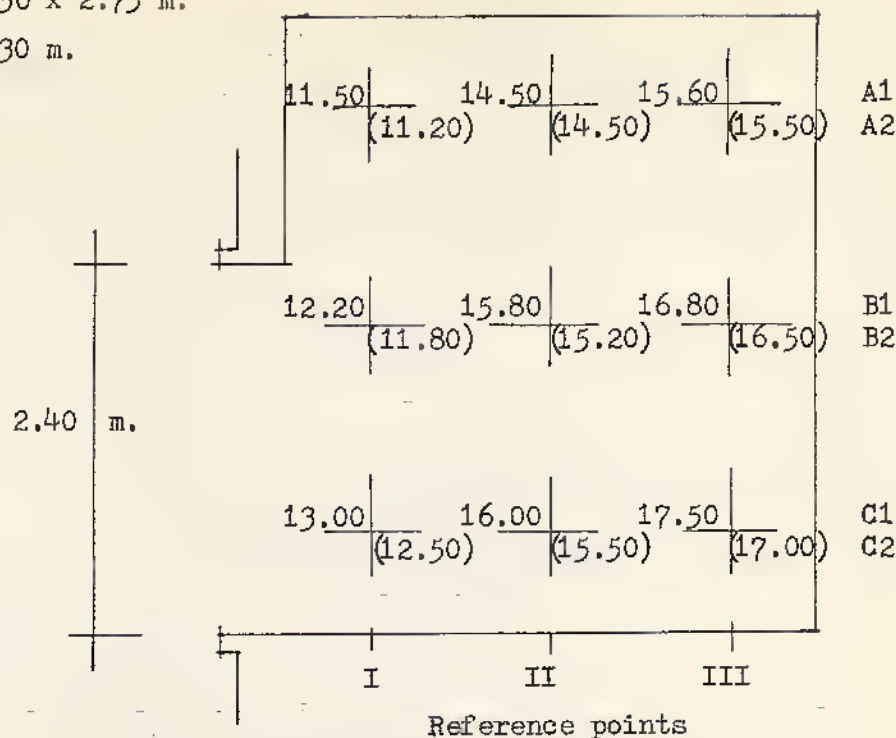 x 2.75 m.
30 m.
11.50 14.50 15.60 A1
(11.20) (14.50) (15.50) A2
12.20 15.80 16.80 B1
(11.80) (15.20) (16.50) B2
2.40 m.
13.00 16.00 17.50 C1
(12.50) (15.50) (17.00) C2
I II III
Reference points